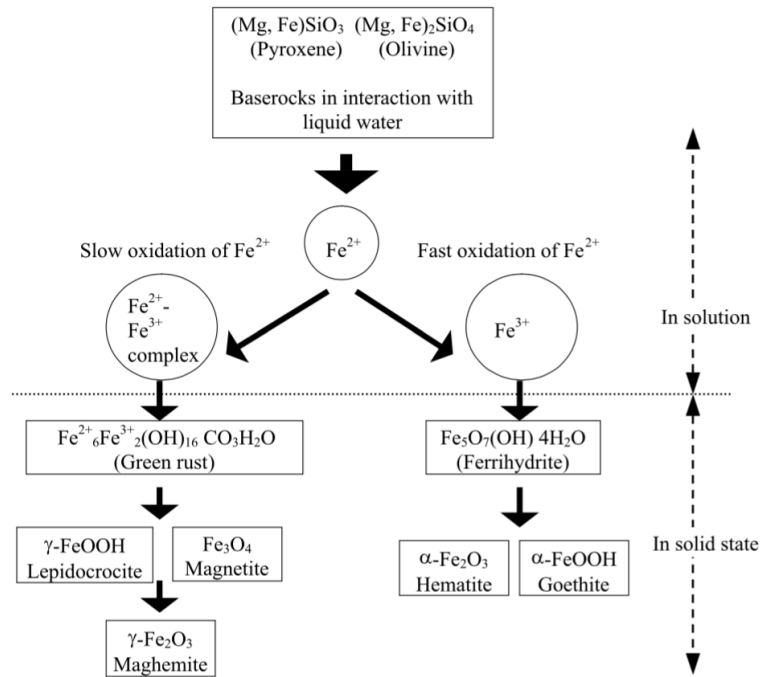 (Mg, Fe)SiO₃ (Mg, Fe)₂SiO₄
(Pyroxene) (Olivine)
Baserocks in interaction with
liquid water
Slow oxidation of Fe²⁺
Fe²⁺
Fast oxidation of Fe²⁺
Fe²⁺-
Fe³⁺
complex
Fe³⁺
In solution
Fe²⁺₆Fe³⁺₂(OH)₁₆ CO₃H₂O
(Green rust)
Fe₅O₇(OH) 4H₂O
(Ferrihydrite)
γ-FeOOH
Lepidocrocite
Fe₃O₄
Magnetite
α-Fe₂O₃
Hematite
α-FeOOH
Goethite
In solid state
γ-Fe₂O₃
Maghemite